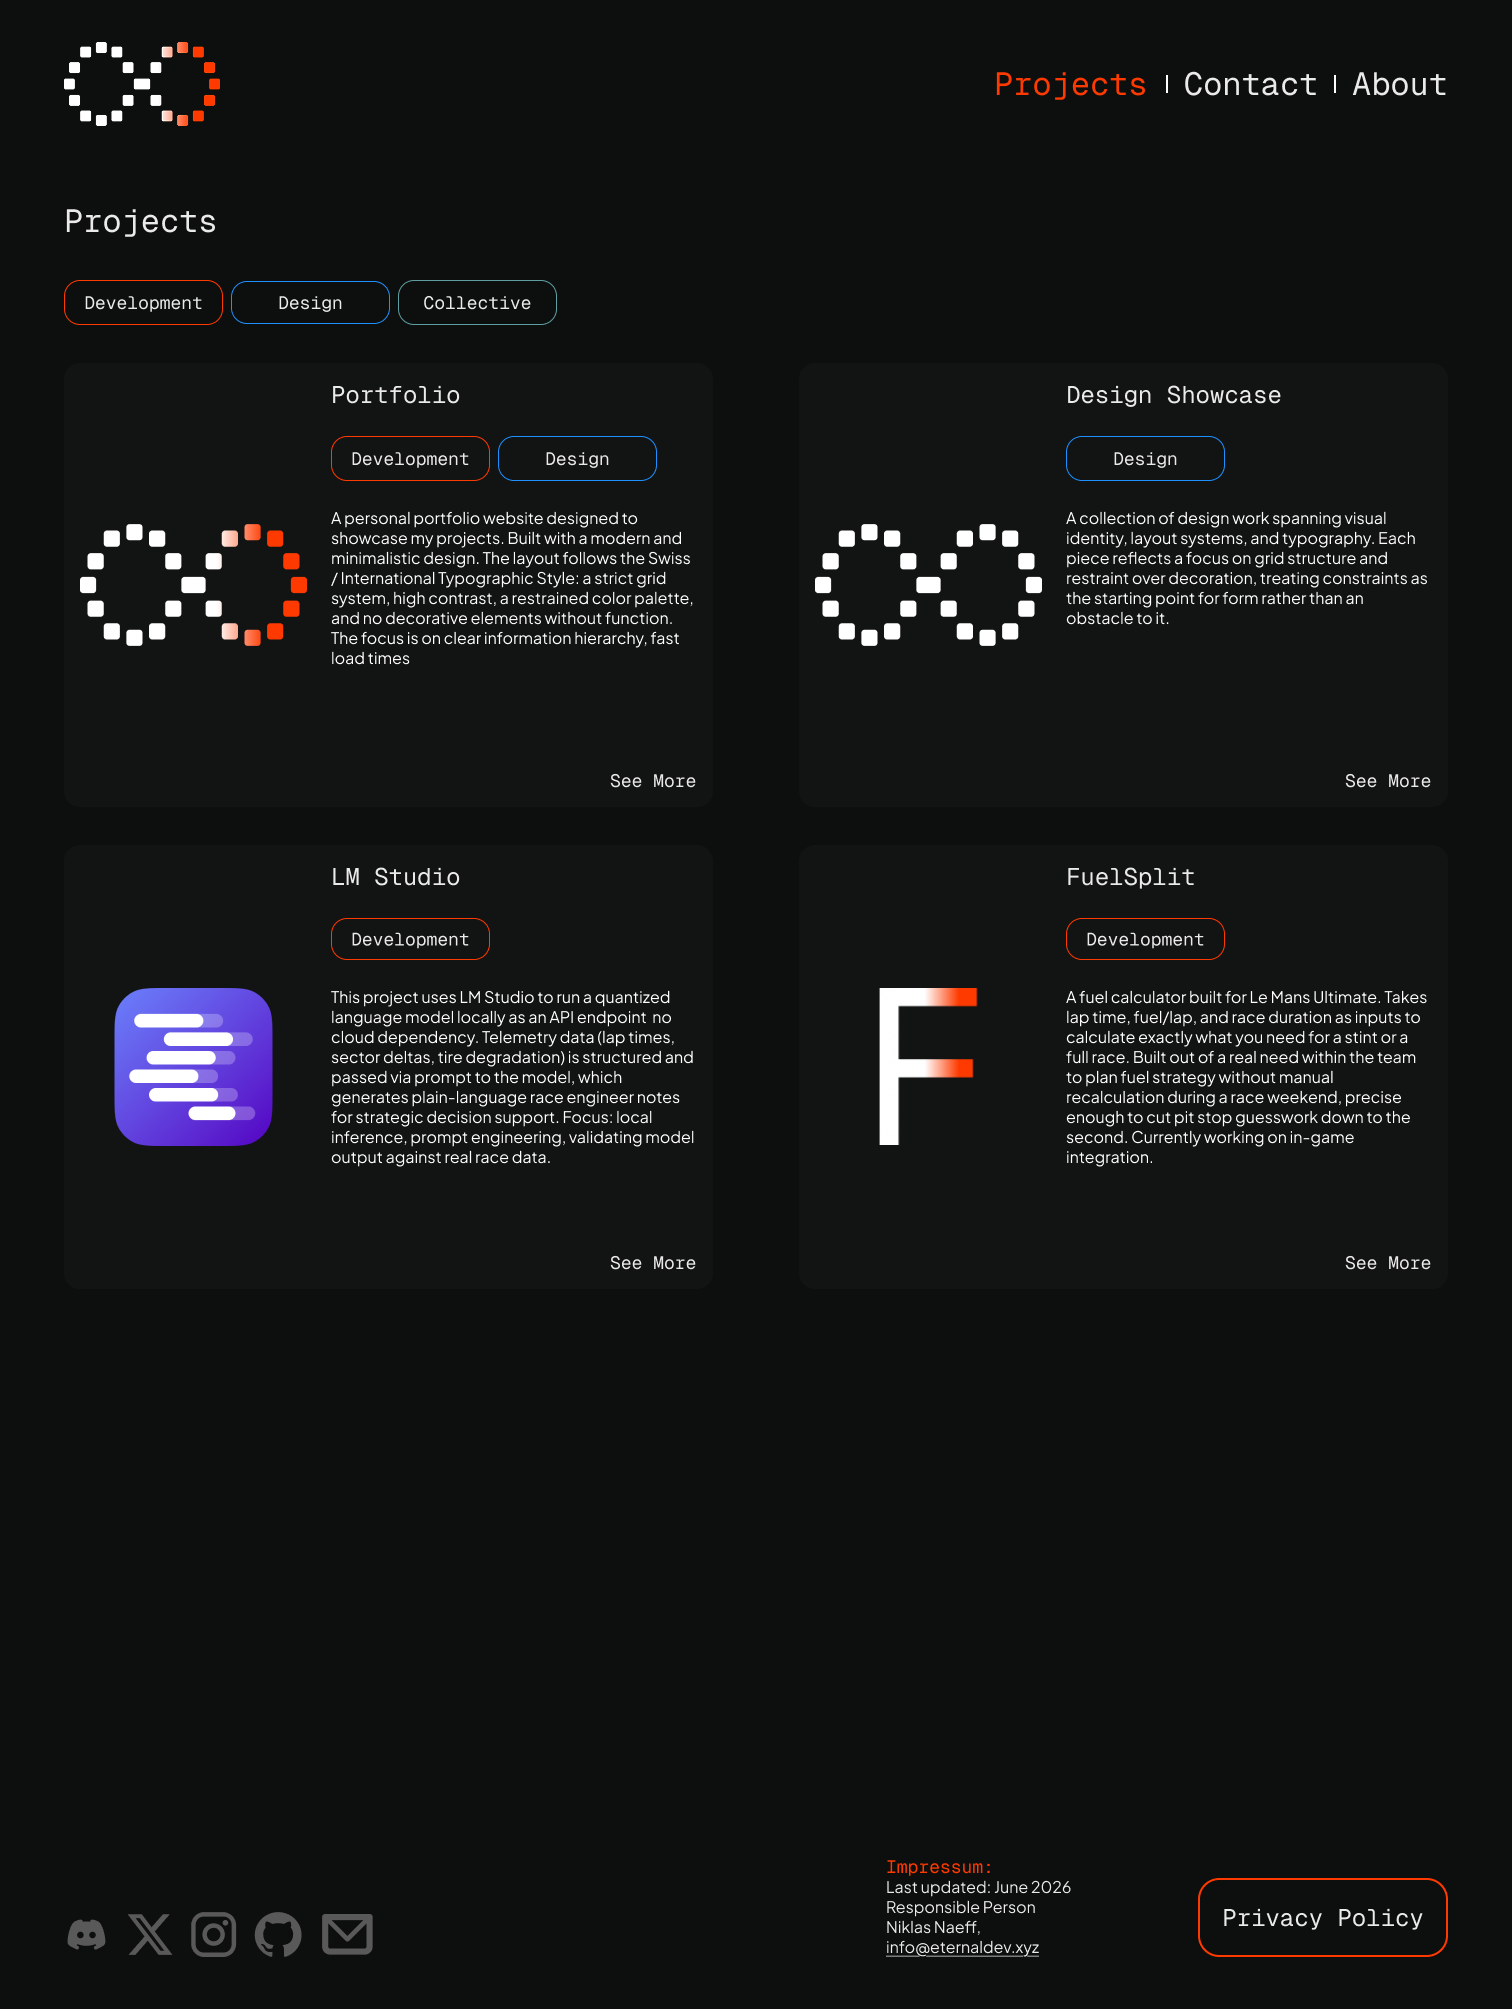 Projects
Contact
About
Projects
Development
Design
Collective
Portfolio
Development
Design
A personal portfolio website designed to
showcase my projects. Built with a modern and
minimalistic design. The layout follows the Swiss
/ International Typographic Style: a strict grid
system, high contrast, a restrained color palette,
and no decorative elements without function.
The focus is on clear information hierarchy, fast
load times
See More
Design Showcase
Design
A collection of design work spanning visual
identity, layout systems, and typography. Each
piece reflects a focus on grid structure and
restraint over decoration, treating constraints as
the starting point for form rather than an
obstacle to it.
See More
LM Studio
Development
This project uses LM Studio to run a quantized
language model locally as an API endpoint  no
cloud dependency. Telemetry data (lap times,
sector deltas, tire degradation) is structured and
passed via prompt to the model, which
generates plain-language race engineer notes
for strategic decision support. Focus: local
inference, prompt engineering, validating model
output against real race data.
See More
F
FuelSplit
Development
A fuel calculator built for Le Mans Ultimate. Takes
lap time, fuel/lap, and race duration as inputs to
calculate exactly what you need for a stint or a
full race. Built out of a real need within the team
to plan fuel strategy without manual
recalculation during a race weekend, precise
enough to cut pit stop guesswork down to the
second. Currently working on in-game
integration.
See More
Impressum:
Last updated: June 2026
Responsible Person
Niklas Naeff,
info@eternaldev.xyz
Privacy Policy